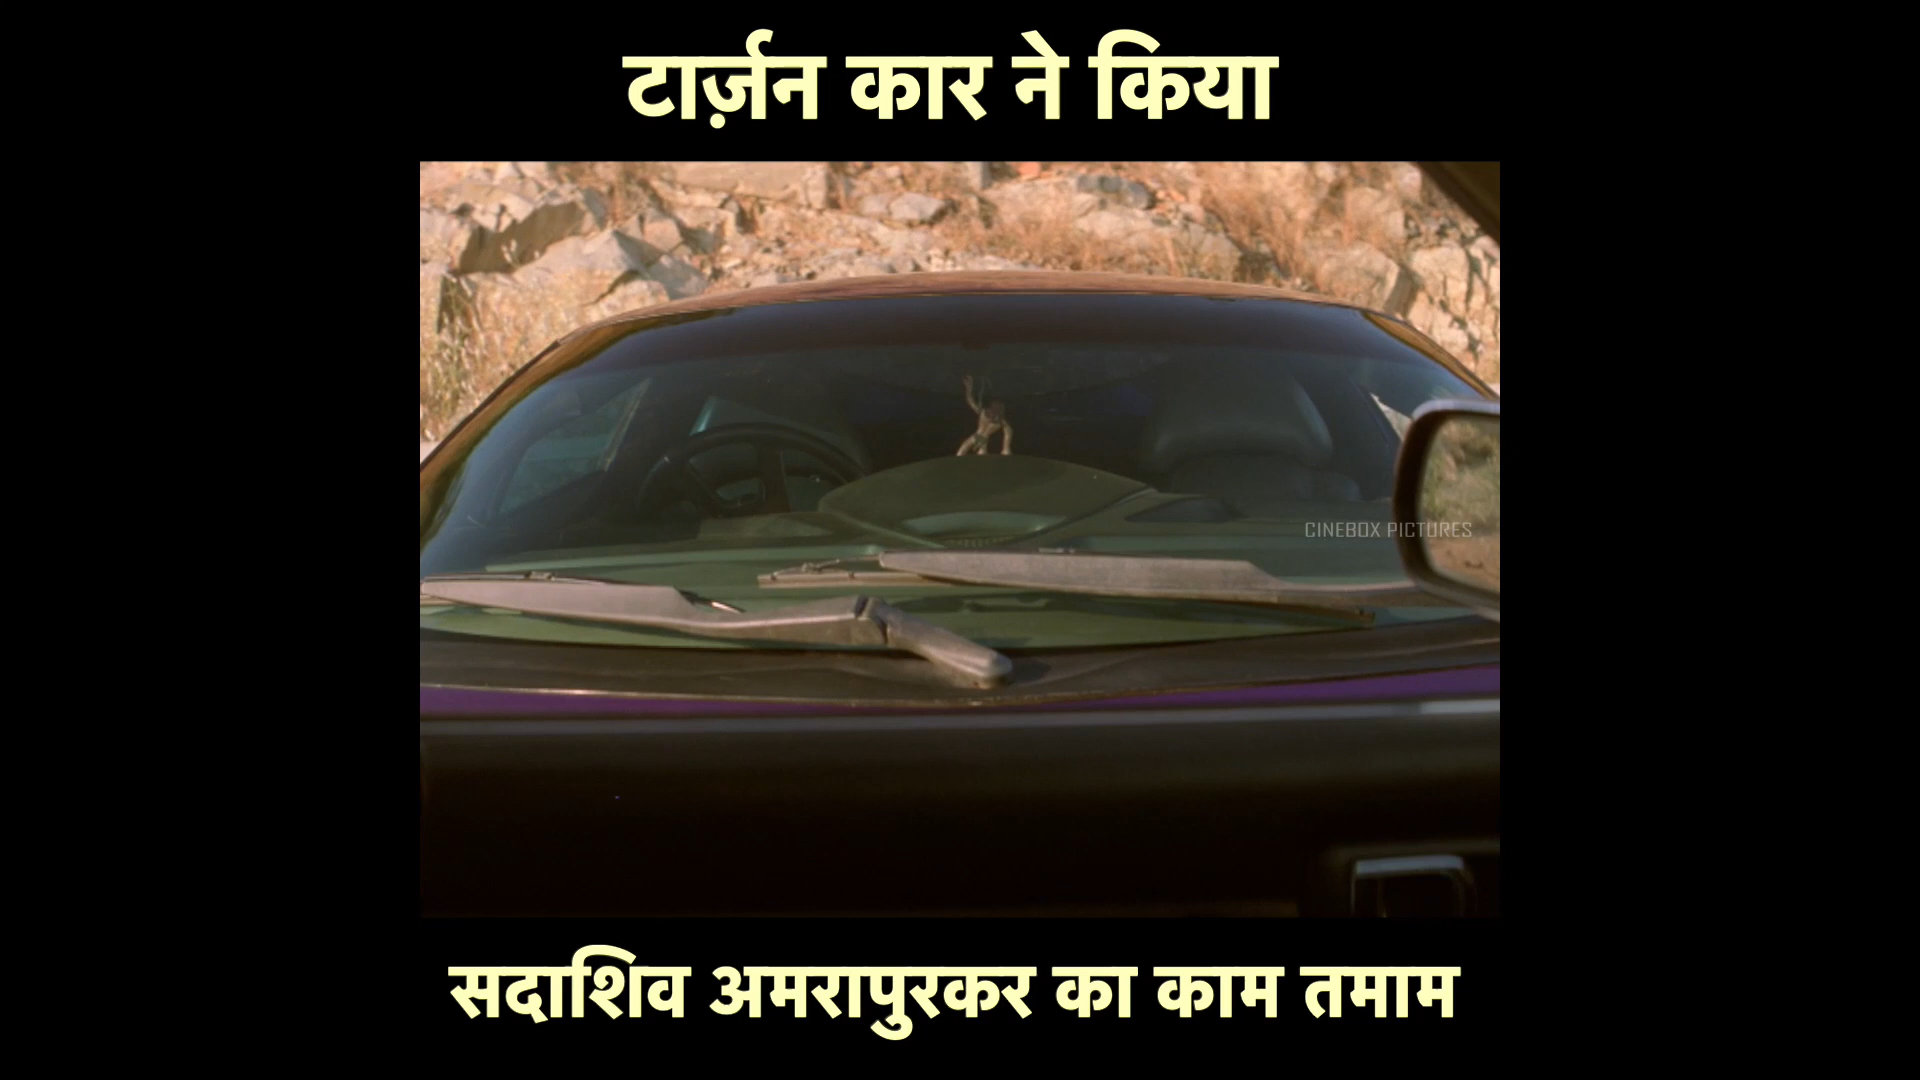 टार्ज़न कार ने किया
CINEBOX PICTURES
सदाशिव अमरापुरकर का काम तमाम